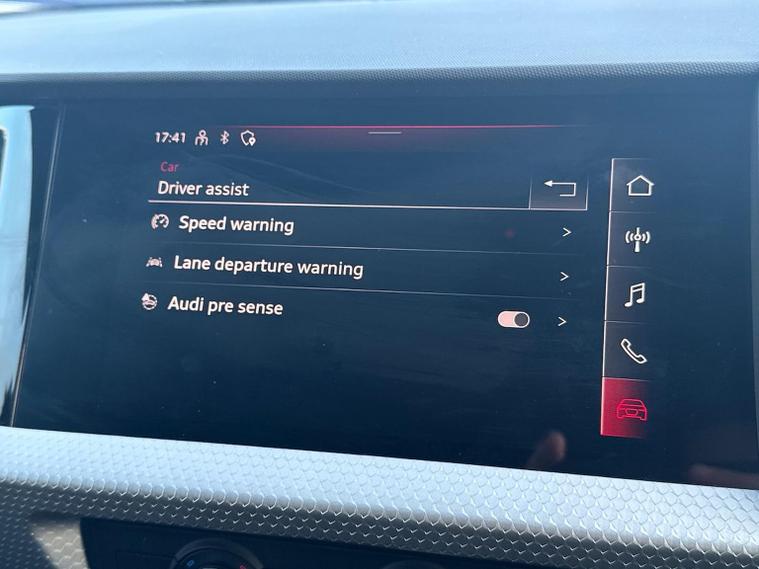 17:41
Car
Driver assist
Speed warning
Lane departure warning
Audi pre sense